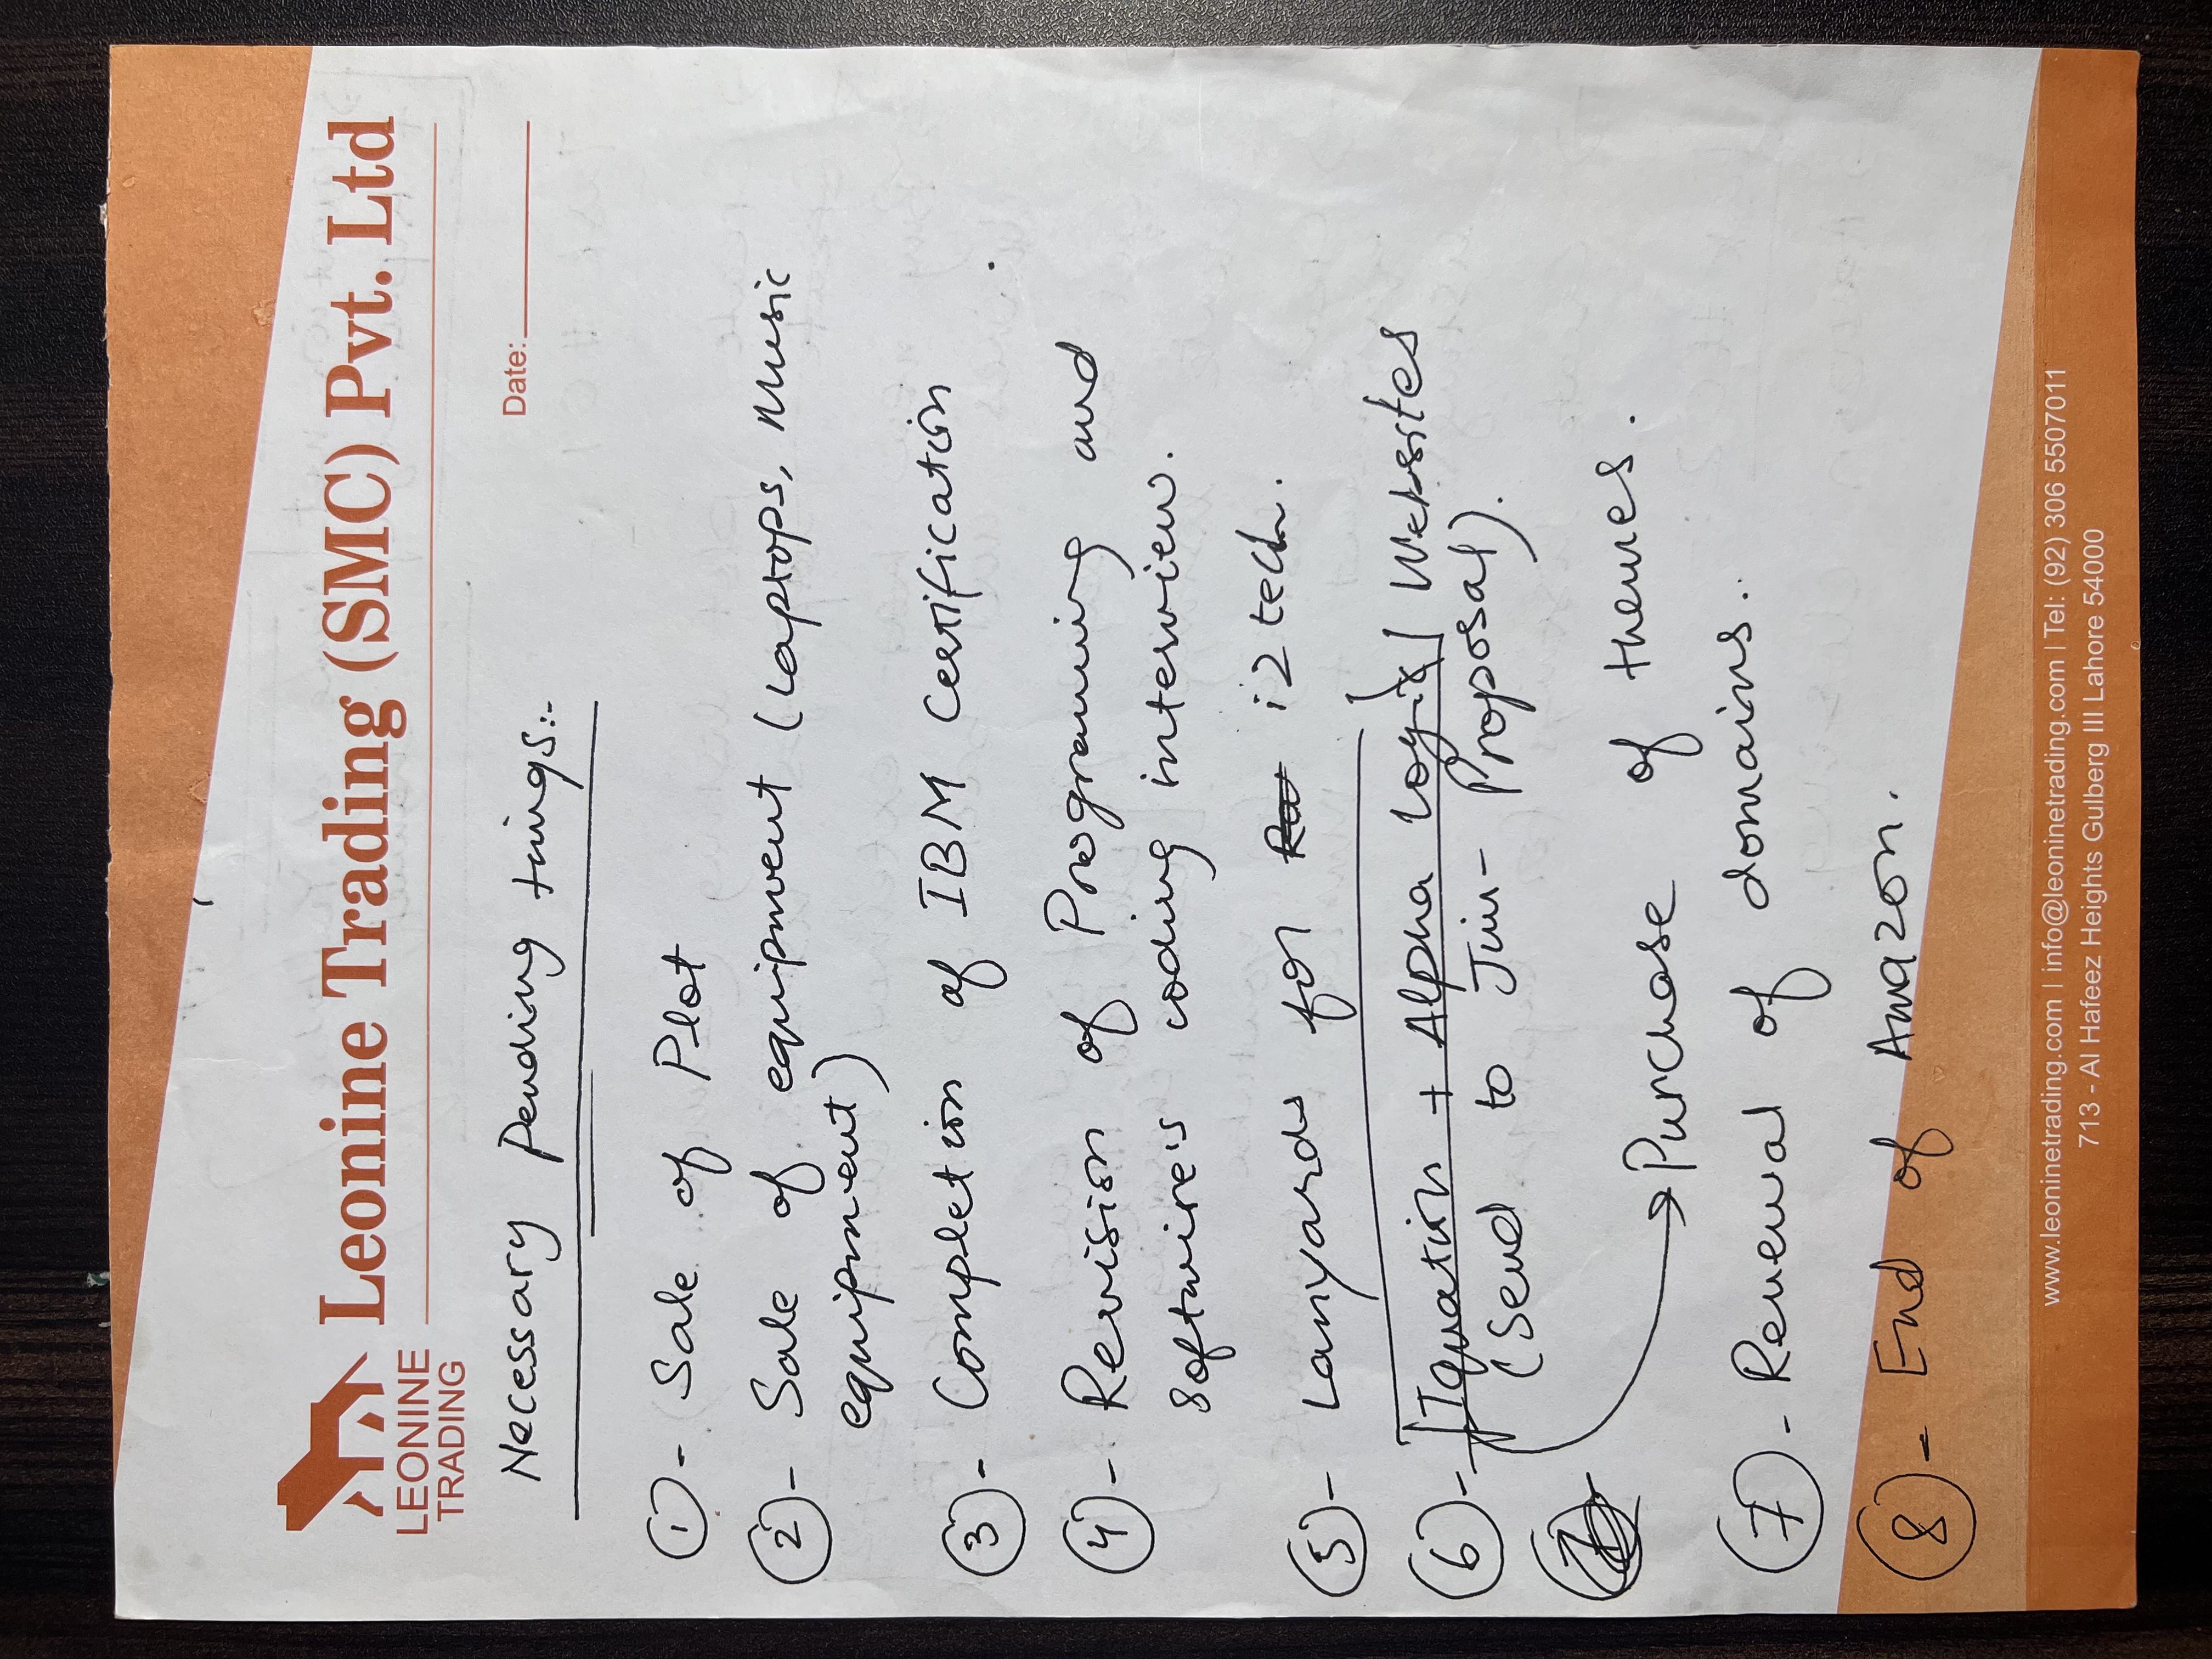 LEONINE
TRADING
Leonine Trading (SMC) Pvt. Ltd
Date:
Necessary Pending things:-
1 - Sale of Plot
2 - Sale of equipment (Laptops, Music
equipment)
3 - Completion of IBM Certification
4 - Revision of Programming and
software's coding interview.
5 - Lanyards for i2 tech.
6 - + Alpha Logix Websites
(Send to Jin- Proposal).
Purchase of themes.
7 - Renewal of domains.
8 - End of Amazon.
www.leoninetrading.com | info@leoninetrading.com | Tel: (92) 306 5507011
713 - Al Hafeez Heights Gulberg III Lahore 54000